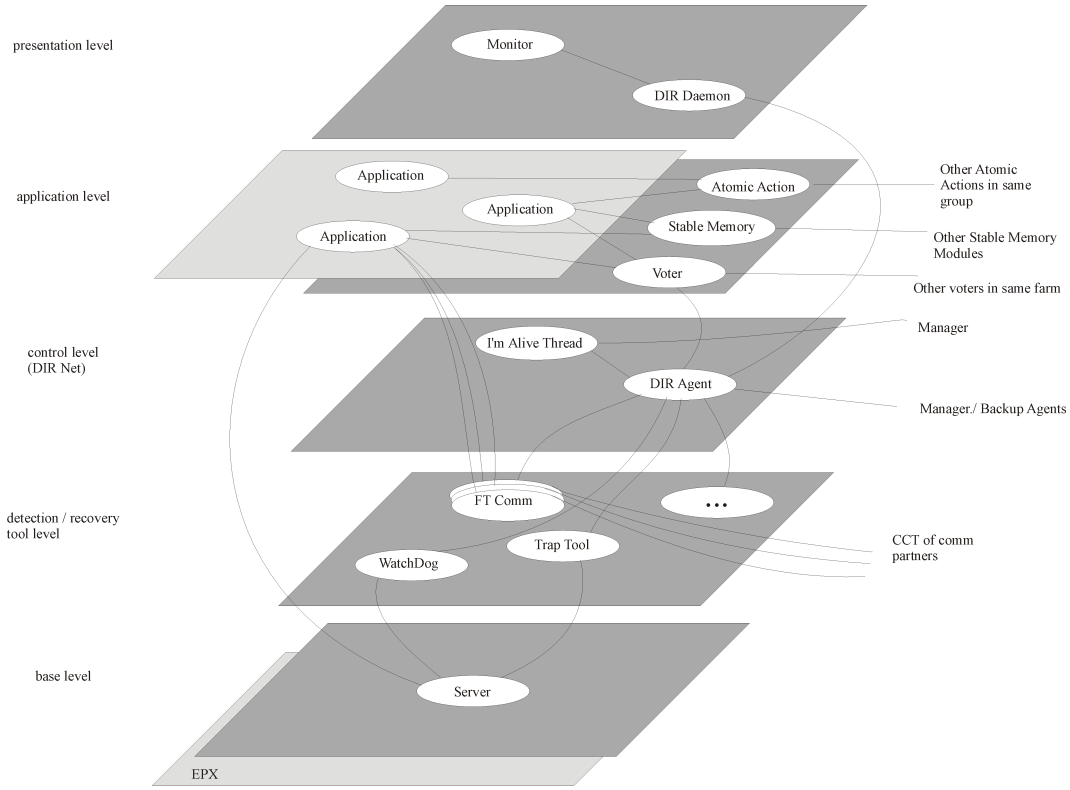 presentation level
Monitor
DIR Daemon
application level
Application
Application
Application
Atomic Action
Stable Memory
Voter
Other Atomic
Actions in same
group
Other Stable Memory
Modules
Other voters in same farm
control level
(DIR Net)
I'm Alive Thread
DIR Agent
Manager
Manager./ Backup Agents
detection / recovery
tool level
FT Comm
...
Trap Tool
WatchDog
CCT of comm
partners
base level
Server
EPX